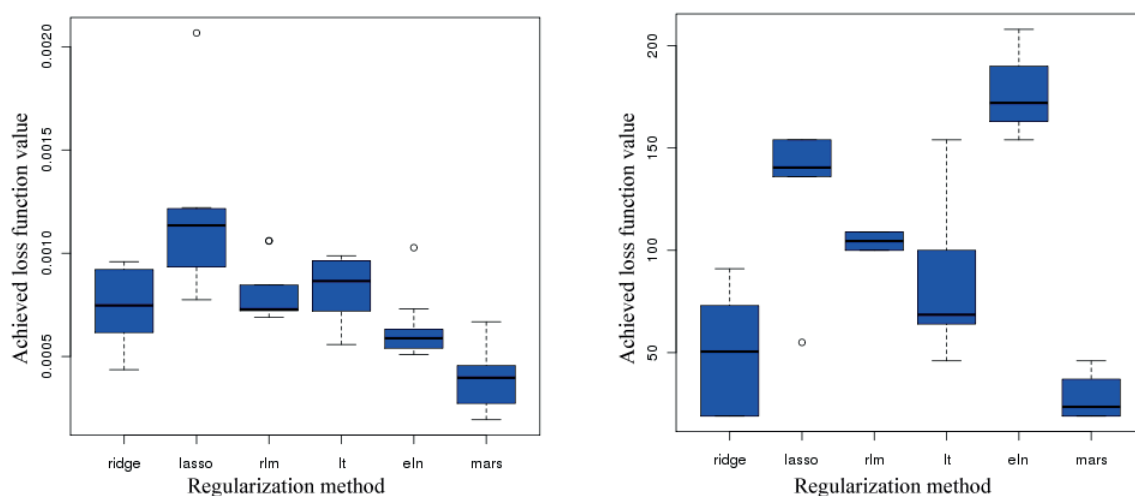 Achieved loss function value
0.0020
0.0015
0.0010
0.0005
ridge lasso rlm lt eln mars
Regularization method
Achieved loss function value
200
150
100
50
ridge lasso rlm lt eln mars
Regularization method